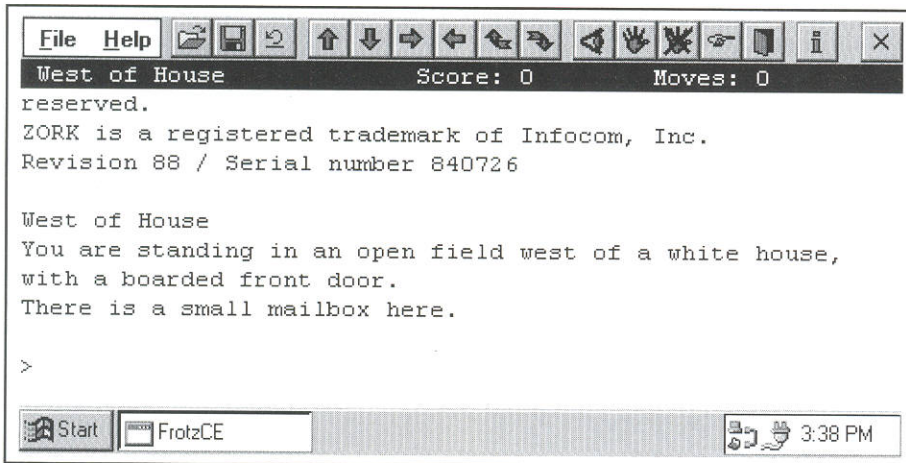 File Help
West of House Score: 0 Moves: 0
reserved.
ZORK is a registered trademark of Infocom, Inc.
Revision 88 / Serial number 840726
West of House
You are standing in an open field west of a white house,
with a boarded front door.
There is a small mailbox here.
>
Start FrotzCE 3:38 PM